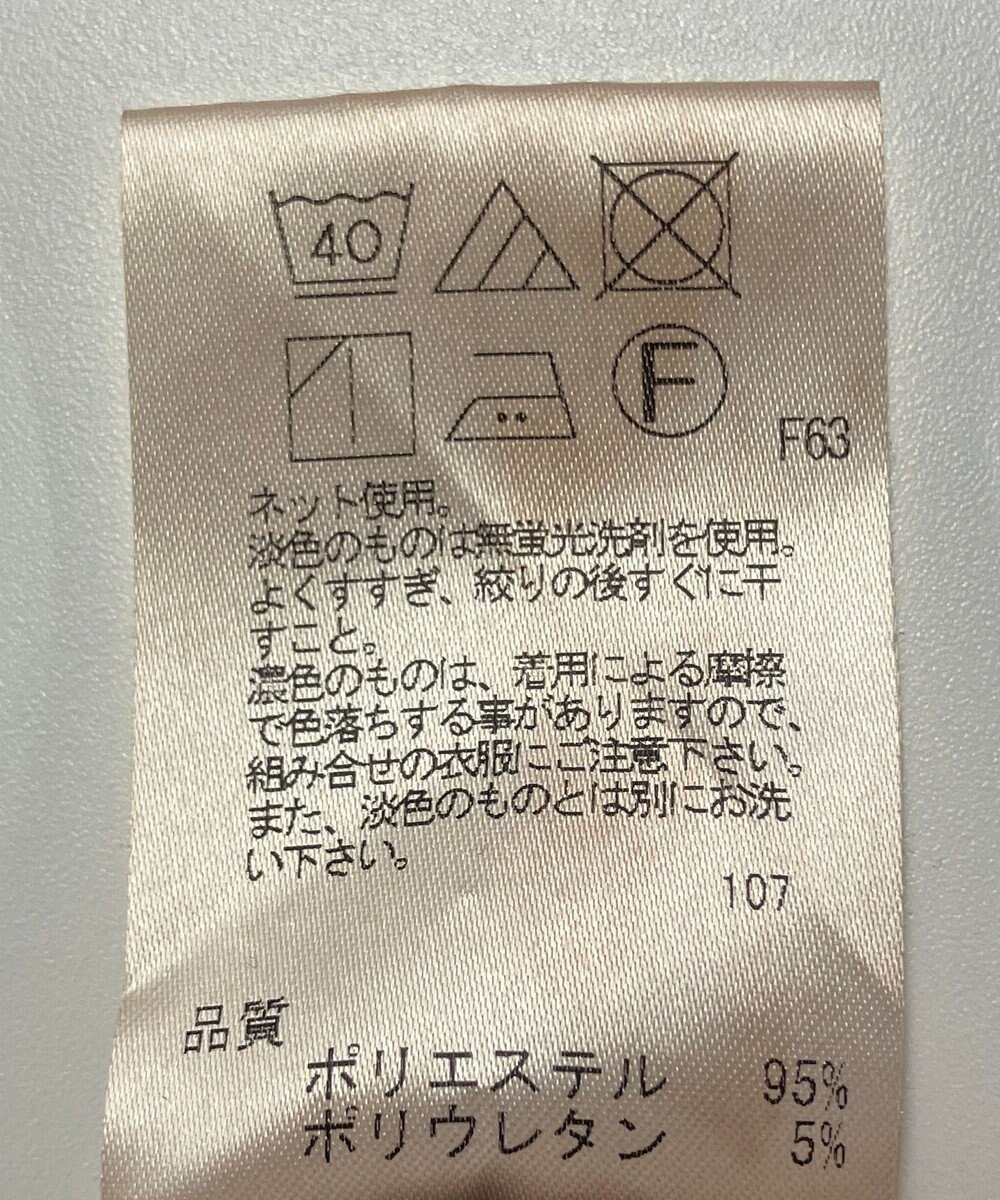 40
F
F63
ネット使用。
淡色のものは無蛍光洗剤を使用。
よくすすぎ、絞りの後すぐに干
すこと。
濃色のものは、着用による摩擦
で色落ちする事がありますので、
組み合せの衣服にご注意下さい。
また、淡色のものとは別にお洗
い下さい。
107
品質
ポリエステル 95%
ポリウレタン 5%